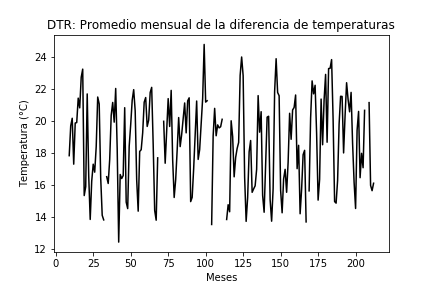 DTR: Promedio mensual de la diferencia de temperaturas
Temperatura (°C)
24
22
20
18
16
14
12
0 25 50 75 100 125 150 175 200
Meses